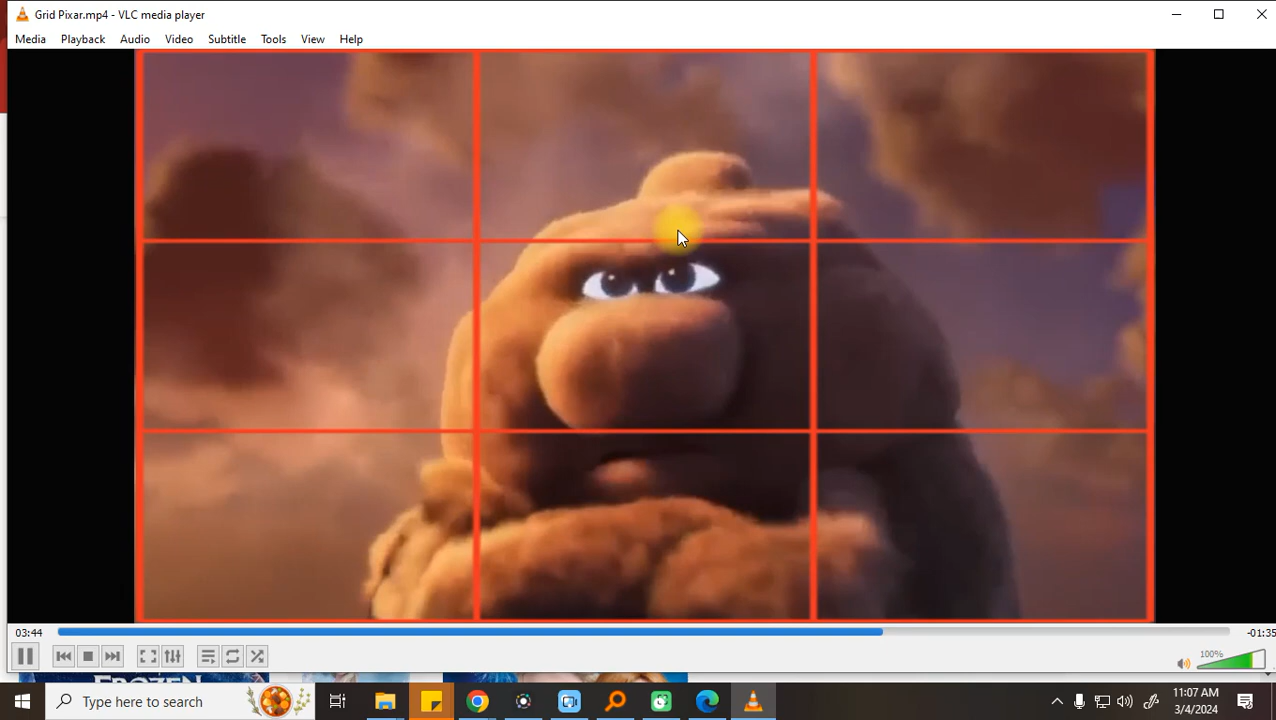 Grid Pixar.mp4 - VLC media player
Media Playback Audio Video Subtitle Tools View Help
03:44
-01:35
100%
FROZEN
Type here to search
11:07 AM
3/4/2024